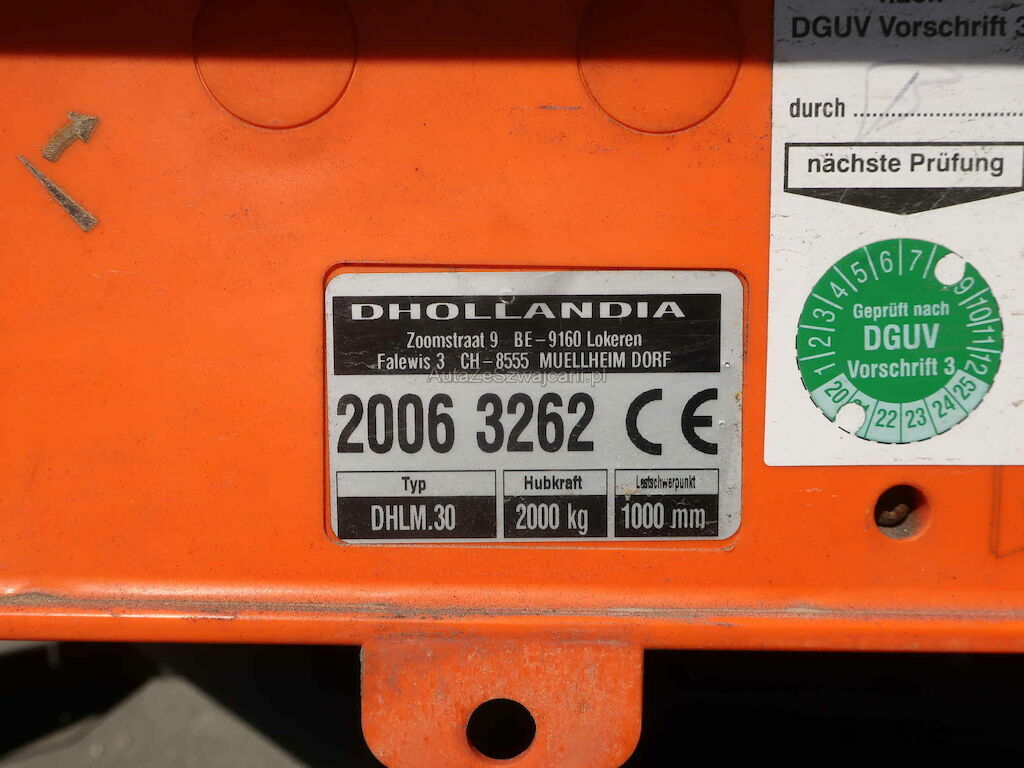 DGUV Vorschrift 3
durch
nächste Prüfung
1 2 3 4 5 6 7 9 10 11 12
Geprüft nach
DGUV
Vorschrift 3
20 22 23 24 25
DHOLLANDIA
Zoomstraat 9 BE-9160 Lokeren
Falewis 3 CH-8555 MUELLHEIM DORF
AutazeSzwajcarii.pl
2006 3262 CE
Typ Hubkraft Lastschwerpunkt
DHLM.30 2000 kg 1000 mm